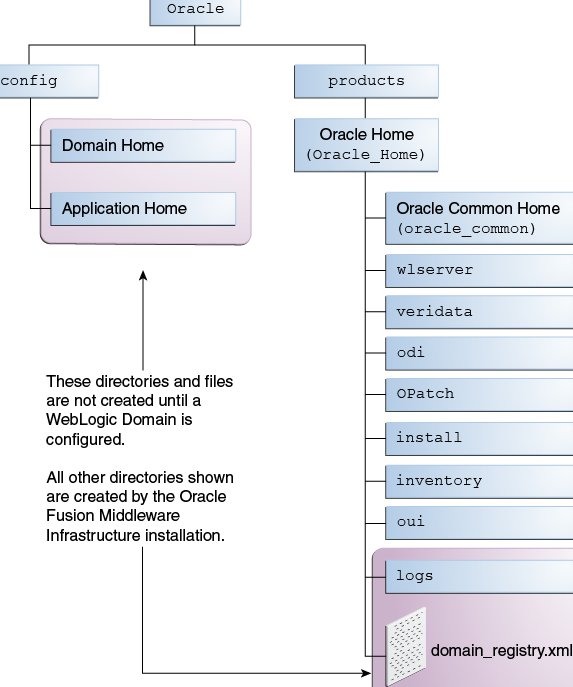 Oracle
config
products
Domain Home
Application Home
Oracle Home
(Oracle_Home)
Oracle Common Home
(oracle_common)
wlserver
veridata
odi
OPatch
install
inventory
oui
logs
domain_registry.xml
These directories and files
are not created until a
WebLogic Domain is
configured.
All other directories shown
are created by the Oracle
Fusion Middleware
Infrastructure installation.